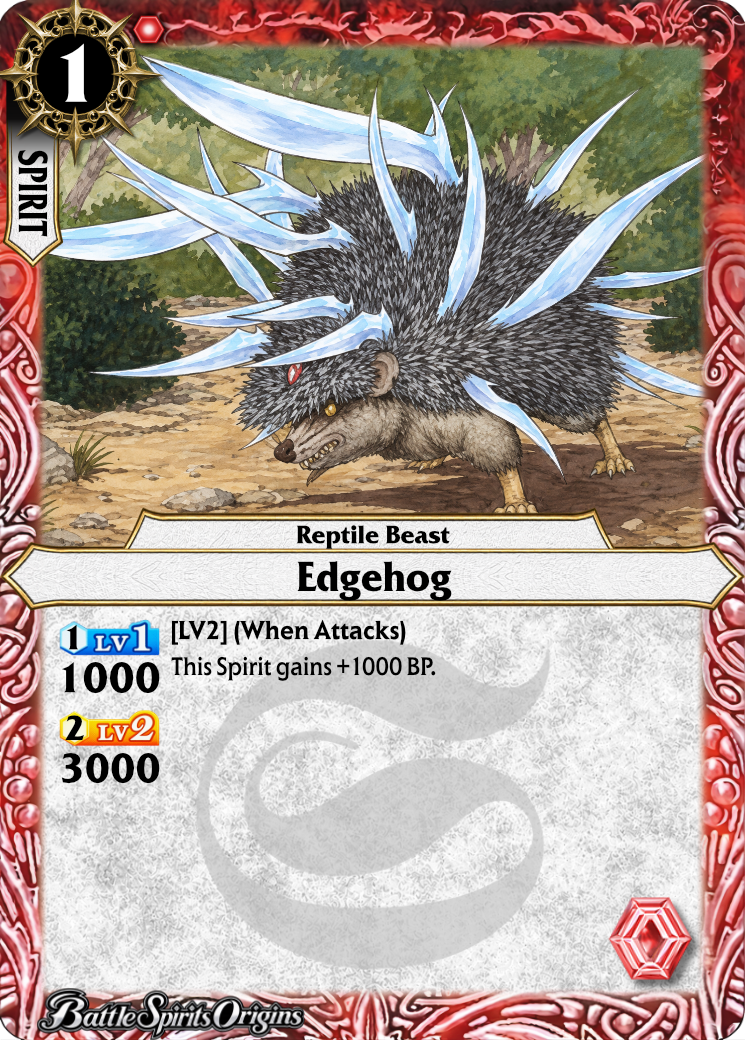 1
SPIRIT
Reptile Beast
Edgehog
1 LV1
1000
[LV2] (When Attacks)
This Spirit gains +1000 BP.
2 LV2
3000
Battle Spirits Origins